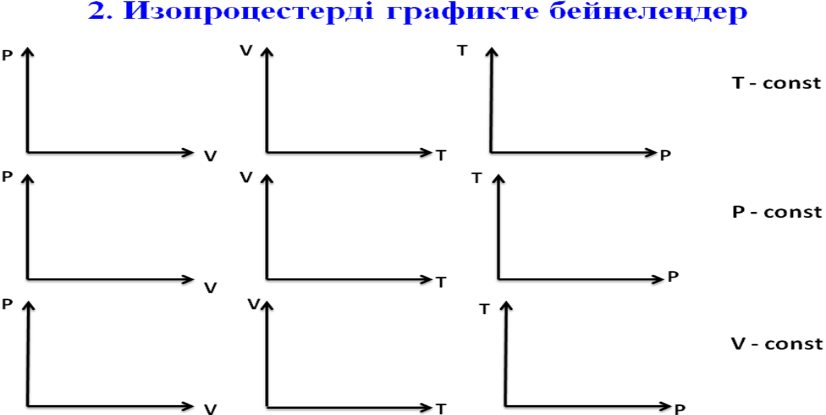 2. Изопроцестерді графикте бейнелеңдер
P V T
T - const
V T P
P V T
P - const
V T P
P V T
V - const
V T P